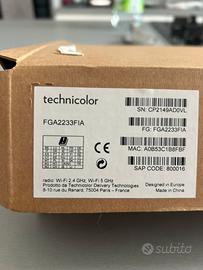 technicolor
FGA2233FIA
SN: CP2149AD0VL
FG: FGA2233FIA
MAC: A0B53C1B8FBF
SAP CODE: 800016
radio: Wi-Fi 2.4 GHz, Wi-Fi 5 GHz
Prodotto da Technicolor Delivery Technologies
8-10 rue du Renard, 75004 Paris – France
Designed in Europe
Made in China
subito